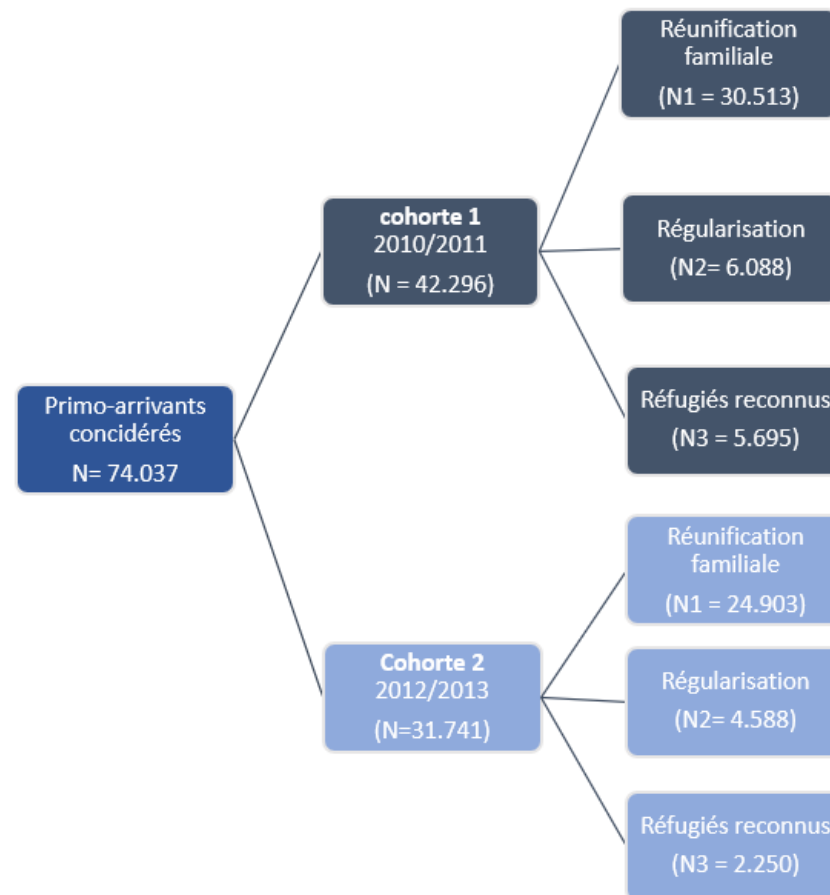 Primo-arrivants
concidérés
N= 74.037
cohorte 1
2010/2011
(N = 42.296)
Réunification
familiale
(N1 = 30.513)
Régularisation
(N2= 6.088)
Réfugiés reconnus
(N3 = 5.695)
Cohorte 2
2012/2013
(N=31.741)
Réunification
familiale
(N1 = 24.903)
Régularisation
(N2= 4.588)
Réfugiés reconnus
(N3 = 2.250)